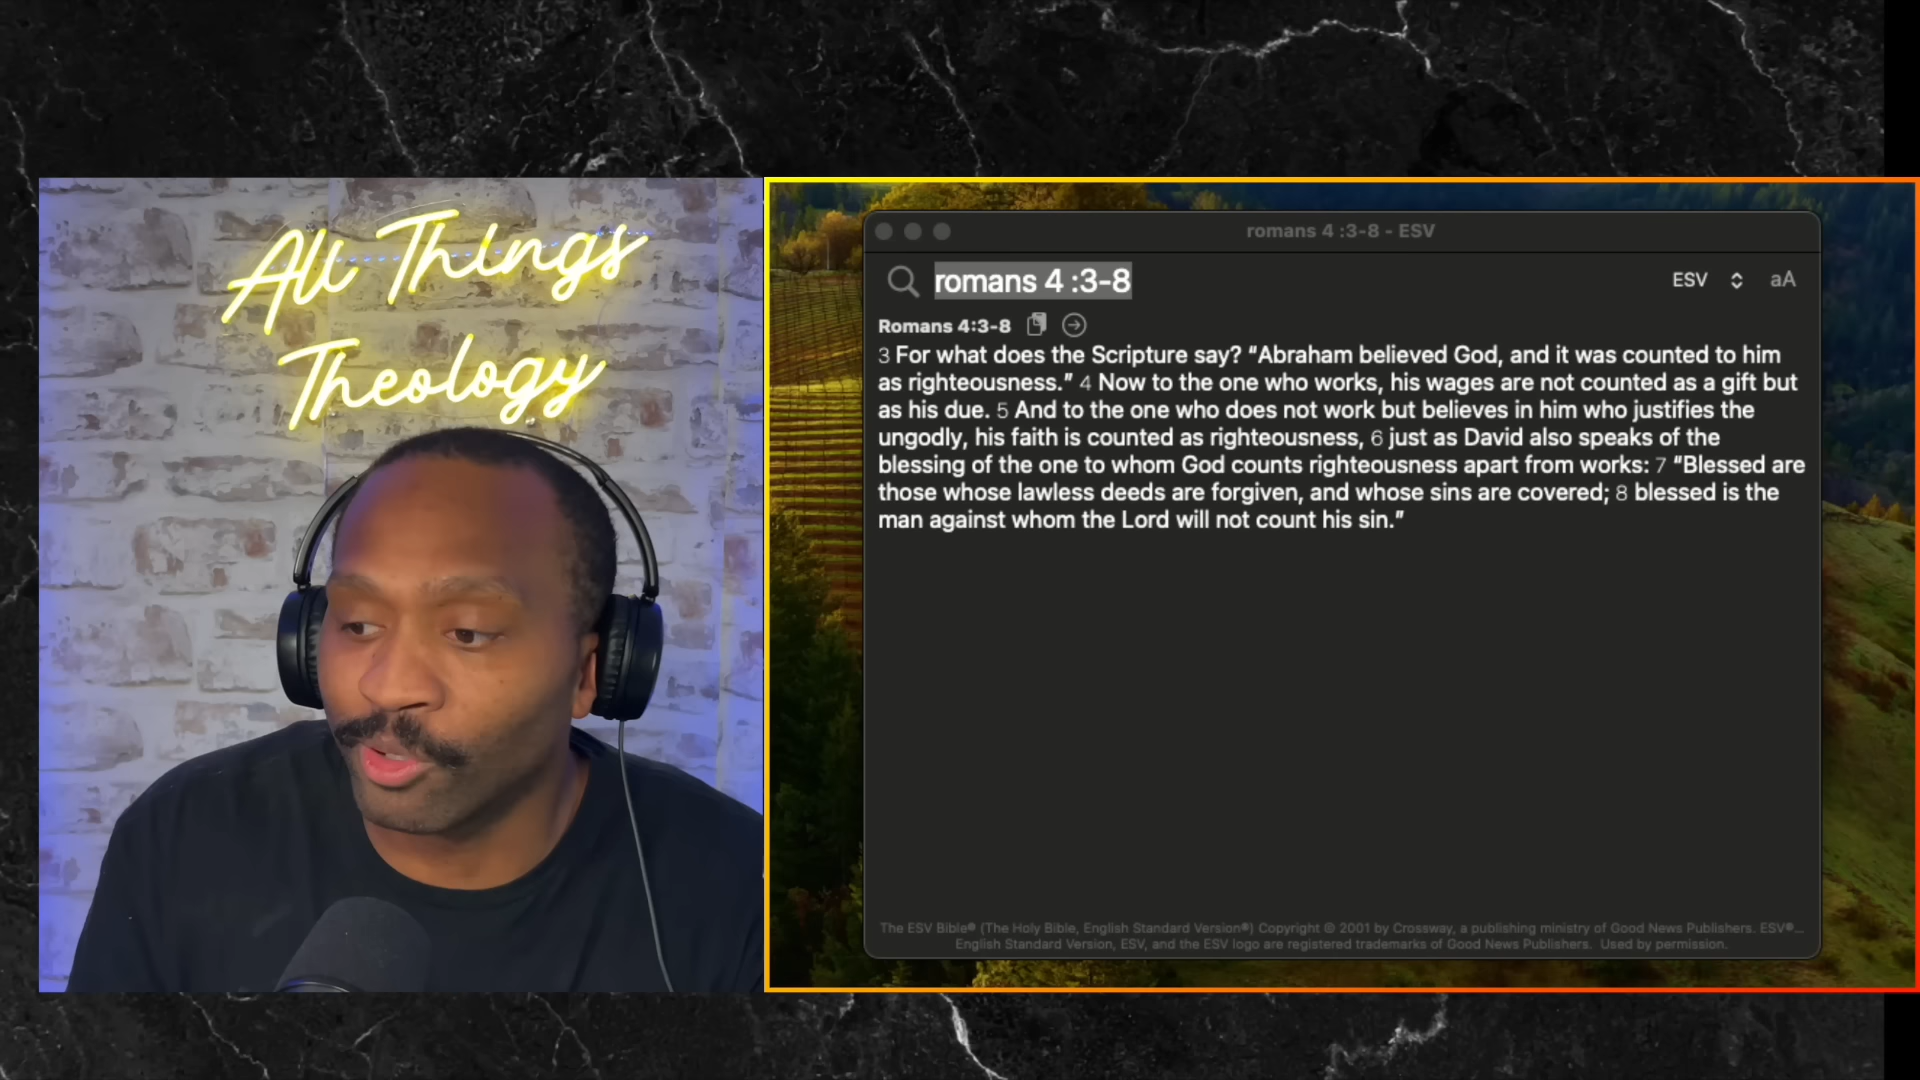 All Things
Theology
romans 4 :3-8 - ESV
romans 4 :3-8
ESV
aA
Romans 4:3-8
3 For what does the Scripture say? “Abraham believed God, and it was counted to him
as righteousness.” 4 Now to the one who works, his wages are not counted as a gift but
as his due. 5 And to the one who does not work but believes in him who justifies the
ungodly, his faith is counted as righteousness, 6 just as David also speaks of the
blessing of the one to whom God counts righteousness apart from works: 7 “Blessed are
those whose lawless deeds are forgiven, and whose sins are covered; 8 blessed is the
man against whom the Lord will not count his sin.”
The ESV Bible® (The Holy Bible, English Standard Version®) Copyright © 2001 by Crossway, a publishing ministry of Good News Publishers. ESV®...
English Standard Version, ESV, and the ESV logo are registered trademarks of Good News Publishers. Used by permission.